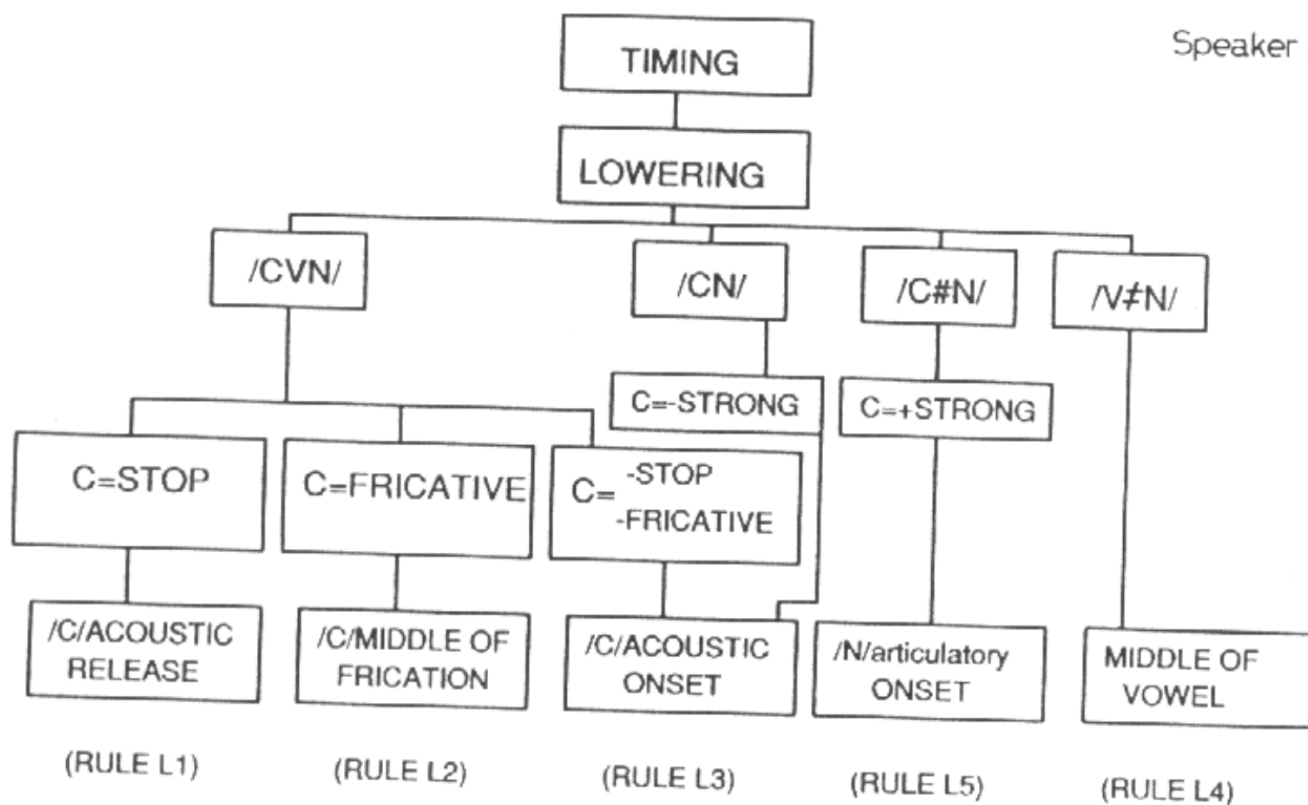 Speaker
TIMING
LOWERING
/CVN/
/CN/
/C#N/
/V≠N/
C=-STRONG
C=+STRONG
C=STOP
C=FRICATIVE
C= -STOP
-FRICATIVE
/C/ACOUSTIC
RELEASE
/C/MIDDLE OF
FRICATION
/C/ACOUSTIC
ONSET
/N/articulatory
ONSET
MIDDLE OF
VOWEL
(RULE L1)
(RULE L2)
(RULE L3)
(RULE L5)
(RULE L4)